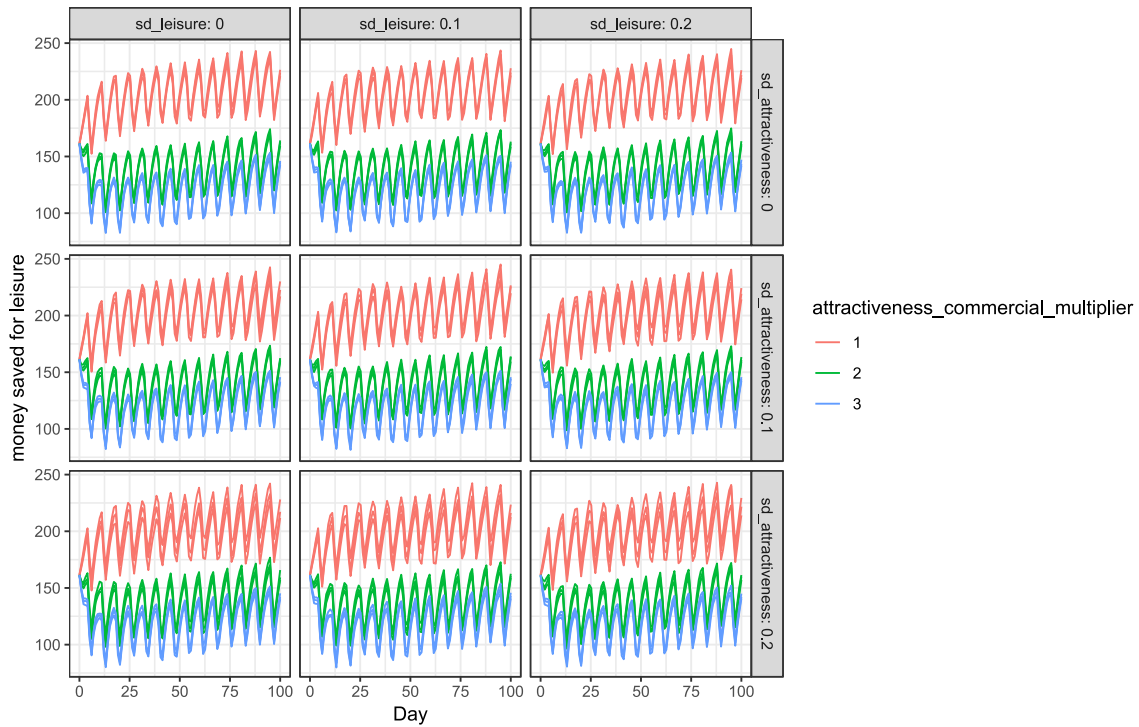 sd_leisure: 0
sd_leisure: 0.1
sd_leisure: 0.2
250
200
150
100
sd_attractiveness: 0
250
200
150
100
sd_attractiveness: 0.1
250
200
150
100
sd_attractiveness: 0.2
0 25 50 75 100
0 25 50 75 100
0 25 50 75 100
Day
money saved for leisure
attractiveness_commercial_multiplier
1
2
3